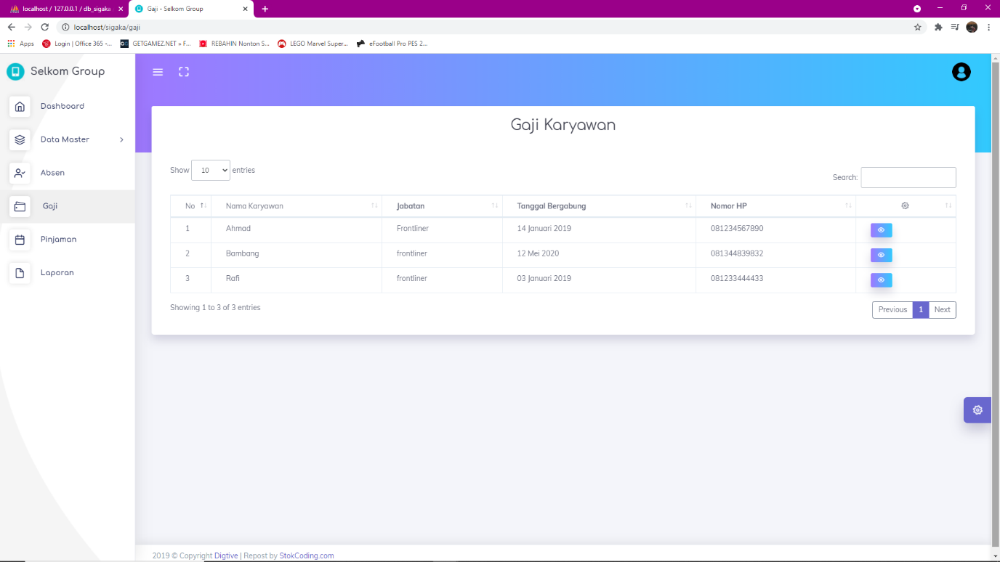 localhost / 127.0.0.1 / db_sigaka
Gaji - Selkom Group
localhost/sigaka/gaji
Apps Login | Office 365 -... GETGAMEZ.NET » F... REBAHIN Nonton S... LEGO Marvel Super... eFootball Pro PES 2...
Selkom Group
Dashboard
Data Master
Absen
Gaji
Pinjaman
Laporan
Gaji Karyawan
Show 10 entries
Search:
No Nama Karyawan Jabatan Tanggal Bergabung Nomor HP
1 Ahmad Frontliner 14 Januari 2019 081234567890
2 Bambang frontliner 12 Mei 2020 081344839832
3 Rafi frontliner 03 Januari 2019 081233444433
Showing 1 to 3 of 3 entries
Previous 1 Next
2019 © Copyright Digtive | Repost by StokCoding.com